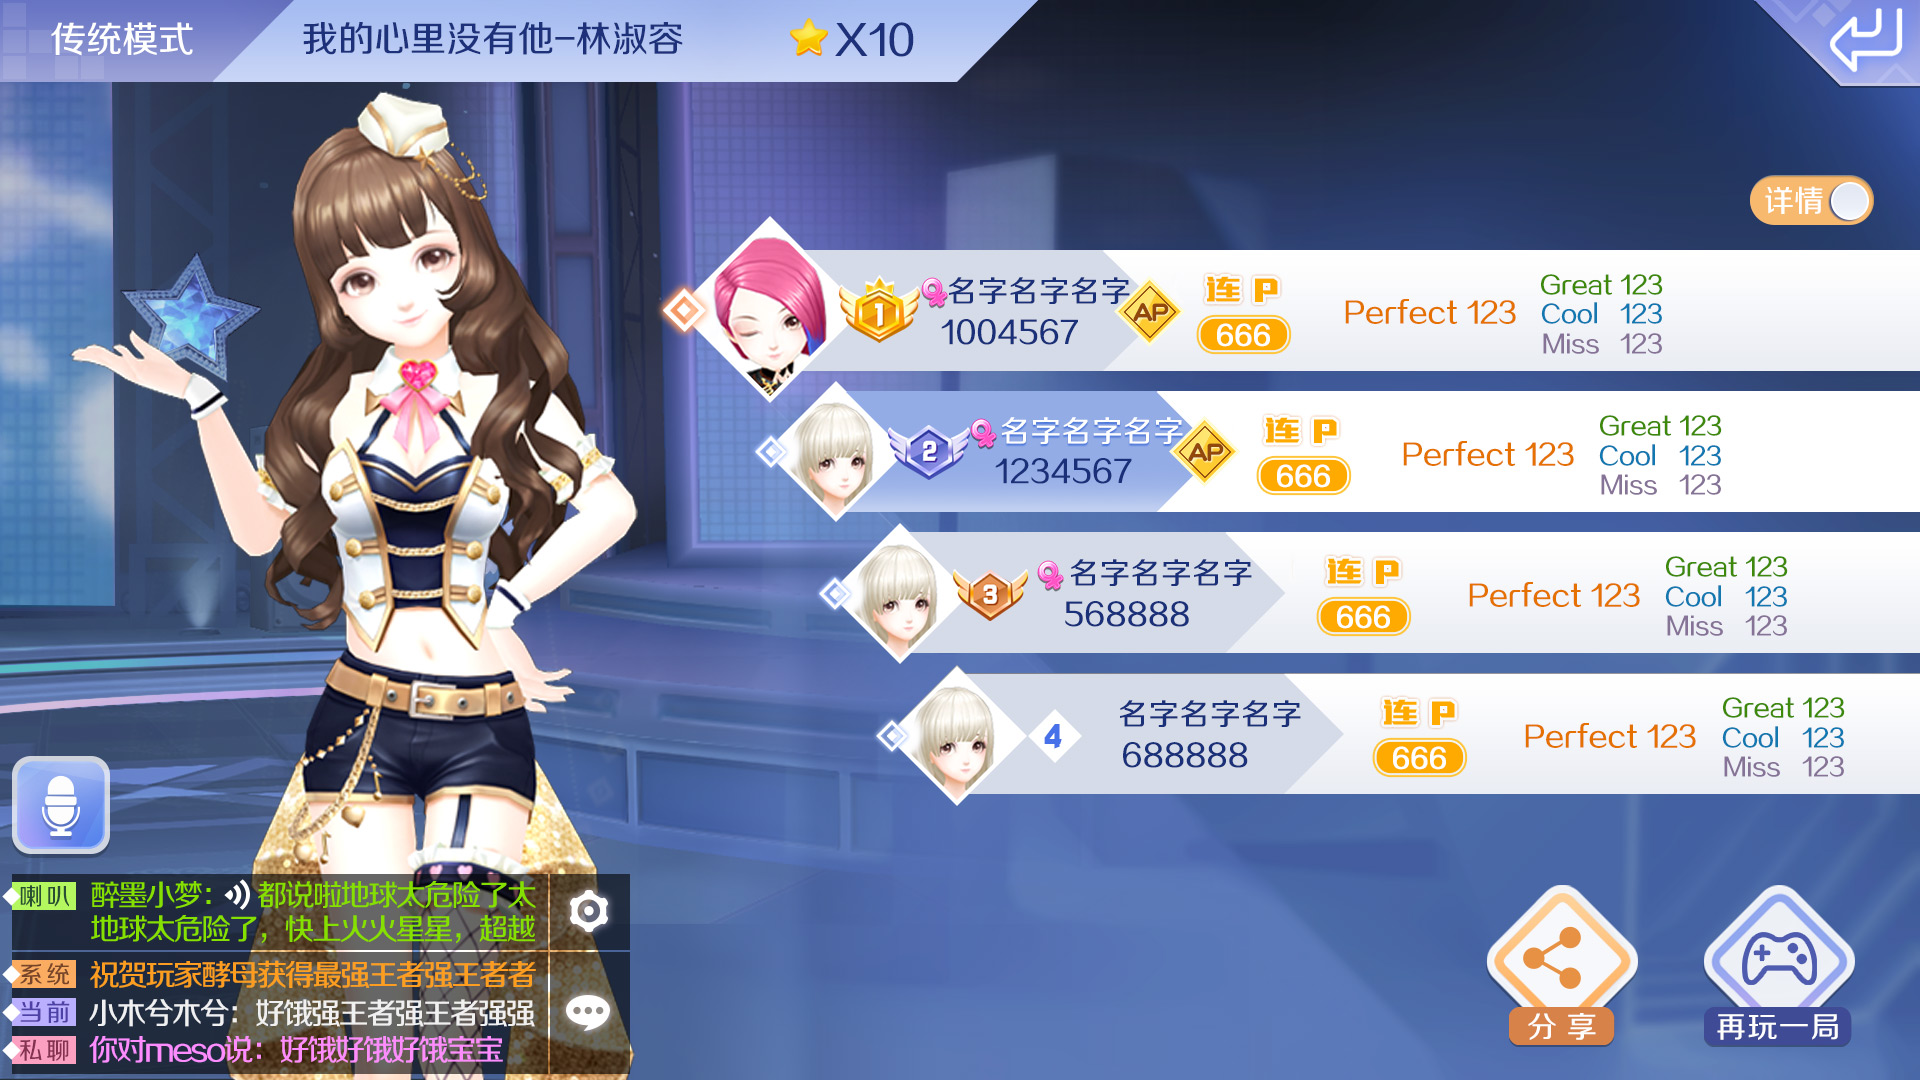 传统模式
我的心里没有他-林淑容
X10
详情
1
名字名字名字
1004567
AP
连 P
666
Perfect 123
Great 123
Cool 123
Miss 123
2
名字名字名字
1234567
AP
连 P
666
Perfect 123
Great 123
Cool 123
Miss 123
3
名字名字名字
568888
连 P
666
Perfect 123
Great 123
Cool 123
Miss 123
4
名字名字名字
688888
连 P
666
Perfect 123
Great 123
Cool 123
Miss 123
喇叭 醉墨小梦：都说啦地球太危险了太
地球太危险了，快上火火星星，超越
系统 祝贺玩家酵母获得最强王者强王者者
当前 小木兮木兮：好饿强王者强王者强强
私聊 你对meso说：好饿好饿好饿宝宝
分享
再玩一局